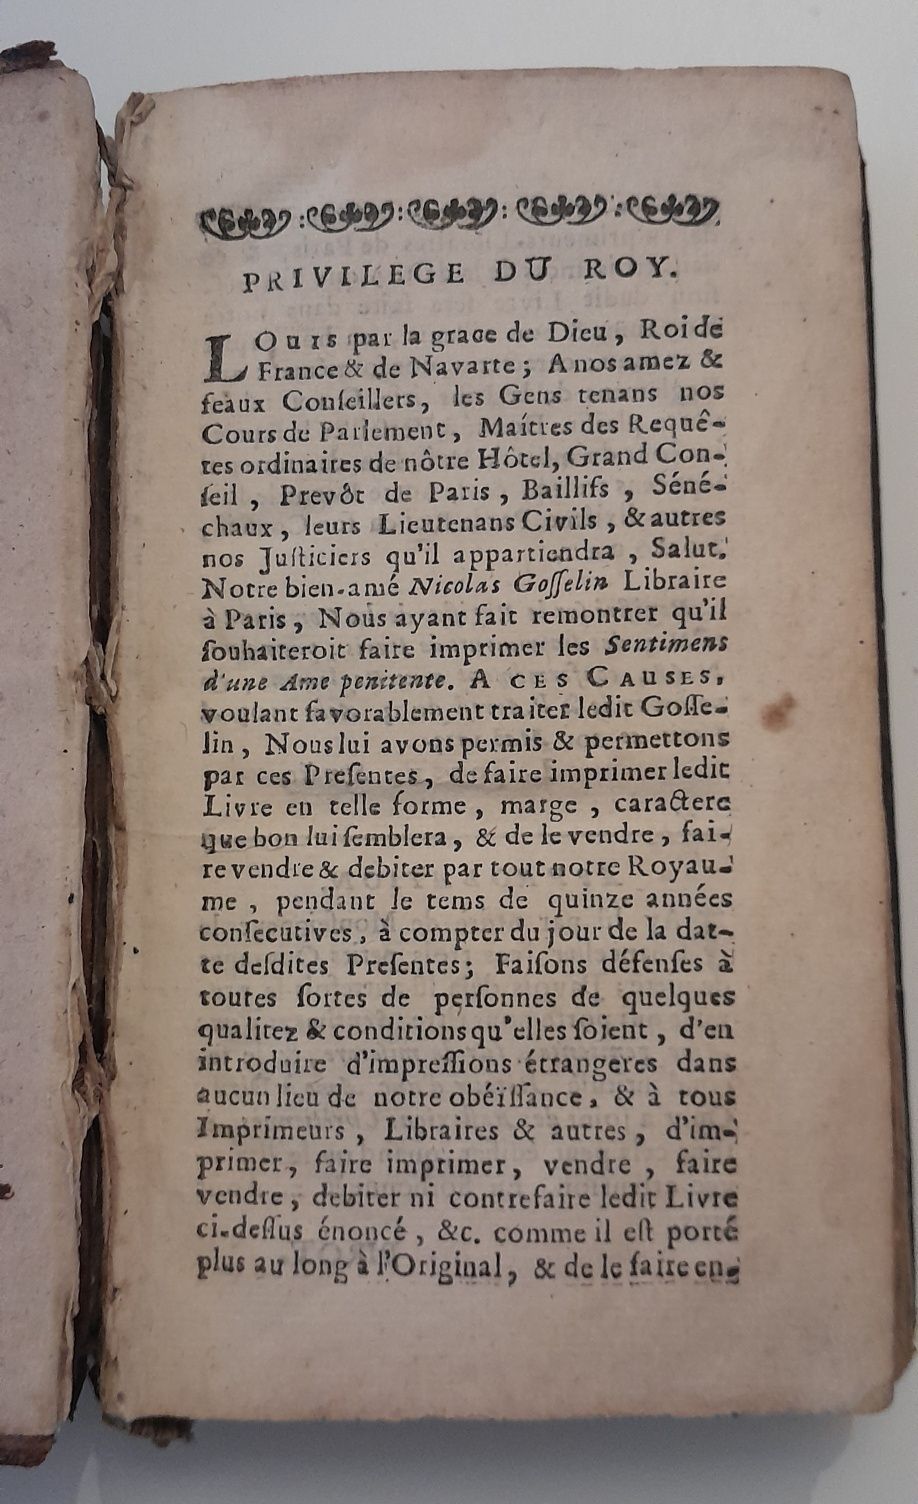 PRIVILEGE DU ROY.
LOUIS par la grace de Dieu, Roi de
France & de Navarre; A nos amez &
feaux Conſeillers, les Gens tenans nos
Cours de Parlement, Maîtres des Requê-
tes ordinaires de nôtre Hôtel, Grand Con-
ſeil, Prevôt de Paris, Baillifs, Séné-
chaux, leurs Lieutenans Civils, & autres
nos Juſticiers qu'il appartiendra, Salut.
Notre bien-amé Nicolas Goſſelin Libraire
à Paris, Nous ayant fait remontrer qu'il
ſouhaiteroit faire imprimer les Sentimens
d'une Ame penitente. A CES CAUSES,
voulant favorablement traiter ledit Goſſe-
lin, Nous lui avons permis & permettons
par ces Preſentes, de faire imprimer ledit
Livre en telle forme, marge, caractere
que bon lui ſemblera, & de le vendre, fai-
re vendre & debiter par tout notre Royau-
me, pendant le tems de quinze années
conſecutives, à compter du jour de la dat-
te deſdites Preſentes; Faiſons défenſes à
toutes ſortes de perſonnes de quelques
qualitez & conditions qu'elles ſoient, d'en
introduire d'impreſſions étrangeres dans
aucun lieu de notre obéïſſance, & à tous
Imprimeurs, Libraires & autres, d'im-
primer, faire imprimer, vendre, faire
vendre, debiter ni contrefaire ledit Livre
ci-deſſus énoncé, &c. comme il eſt porté
plus au long à l'Original, & de le faire en-